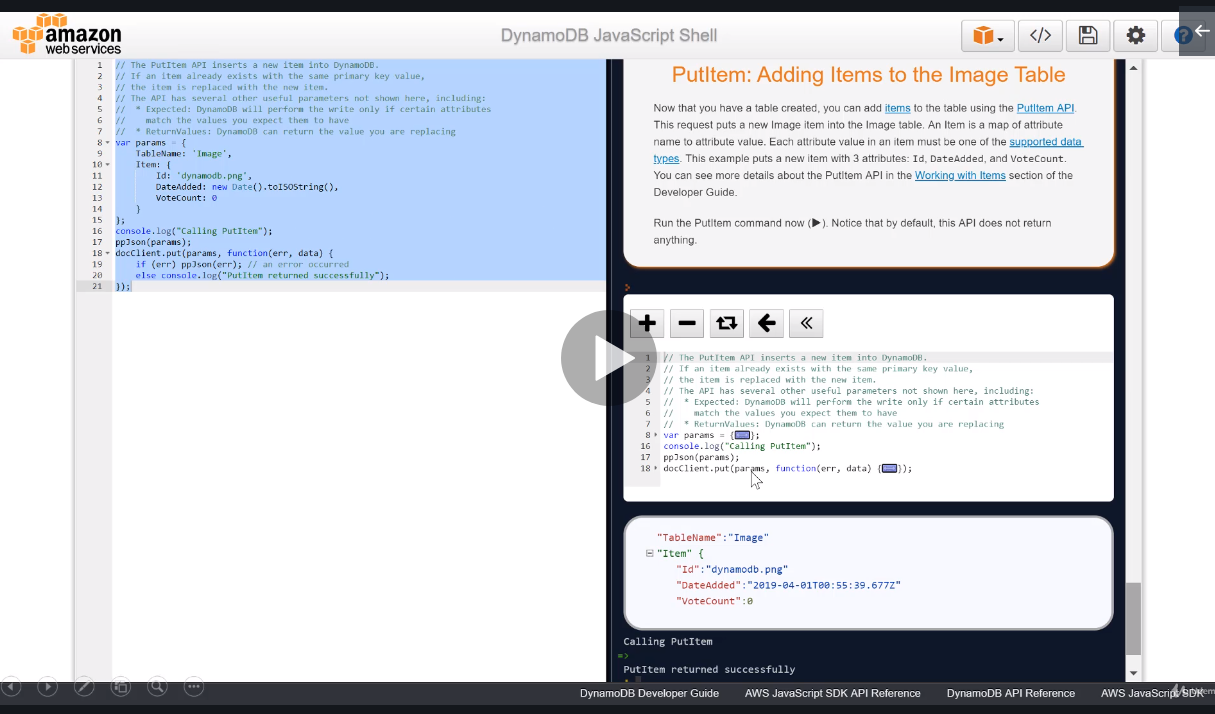 amazon
web services
DynamoDB JavaScript Shell
</>
?
1 // The PutItem API inserts a new item into DynamoDB.
2 // If an item already exists with the same primary key value,
3 // the item is replaced with the new item.
4 // The API has several other useful parameters not shown here, including:
5 // * Expected: DynamoDB will perform the write only if certain attributes
6 // match the values you expect them to have
7 // * ReturnValues: DynamoDB can return the value you are replacing
8 var params = {
9 TableName: 'Image',
10 Item: {
11 Id: 'dynamodb.png',
12 DateAdded: new Date().toISOString(),
13 VoteCount: 0
14 }
15 };
16 console.log("Calling PutItem");
17 ppJson(params);
18 docClient.put(params, function(err, data) {
19 if (err) ppJson(err); // an error occurred
20 else console.log("PutItem returned successfully");
21 });
PutItem: Adding Items to the Image Table
Now that you have a table created, you can add items to the table using the PutItem API.
This request puts a new Image item into the Image table. An Item is a map of attribute
name to attribute value. Each attribute value in an item must be one of the supported data
types. This example puts a new item with 3 attributes: Id, DateAdded, and VoteCount.
You can see more details about the PutItem API in the Working with Items section of the
Developer Guide.
Run the PutItem command now (▶). Notice that by default, this API does not return
anything.
>
1 // The PutItem API inserts a new item into DynamoDB.
2 // If an item already exists with the same primary key value,
3 // the item is replaced with the new item.
4 // The API has several other useful parameters not shown here, including:
5 // * Expected: DynamoDB will perform the write only if certain attributes
6 // match the values you expect them to have
7 // * ReturnValues: DynamoDB can return the value you are replacing
8 var params = {};
16 console.log("Calling PutItem");
17 ppJson(params);
18 docClient.put(params, function(err, data) {});
"TableName":"Image"
"Item" {
"Id":"dynamodb.png"
"DateAdded":"2019-04-01T00:55:39.677Z"
"VoteCount":0
Calling PutItem
=>
PutItem returned successfully
DynamoDB Developer Guide AWS JavaScript SDK API Reference DynamoDB API Reference AWS JavaScript SDK